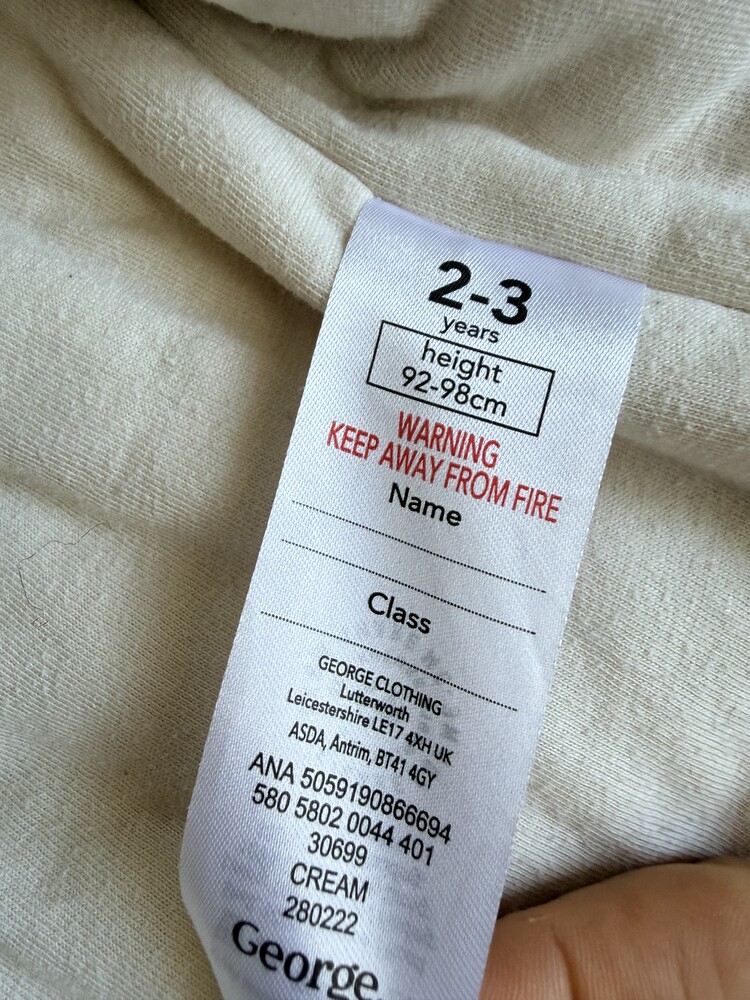 2-3
years
height
92-98cm
WARNING
KEEP AWAY FROM FIRE
Name
Class
GEORGE CLOTHING
Lutterworth
Leicestershire LE17 4XH UK
ASDA, Antrim, BT41 4GY
ANA 5059190866694
580 5802 0044 401
30699
CREAM
280222
George.